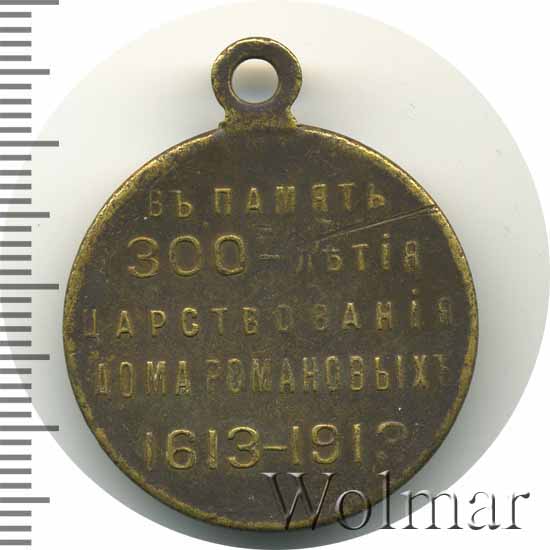 ВЪ ПАМЯТЬ
300-ЛѢТІЯ
ЦАРСТВОВАНІЯ
ДОМА РОМАНОВЫХЪ
1613-1913
Wolmar